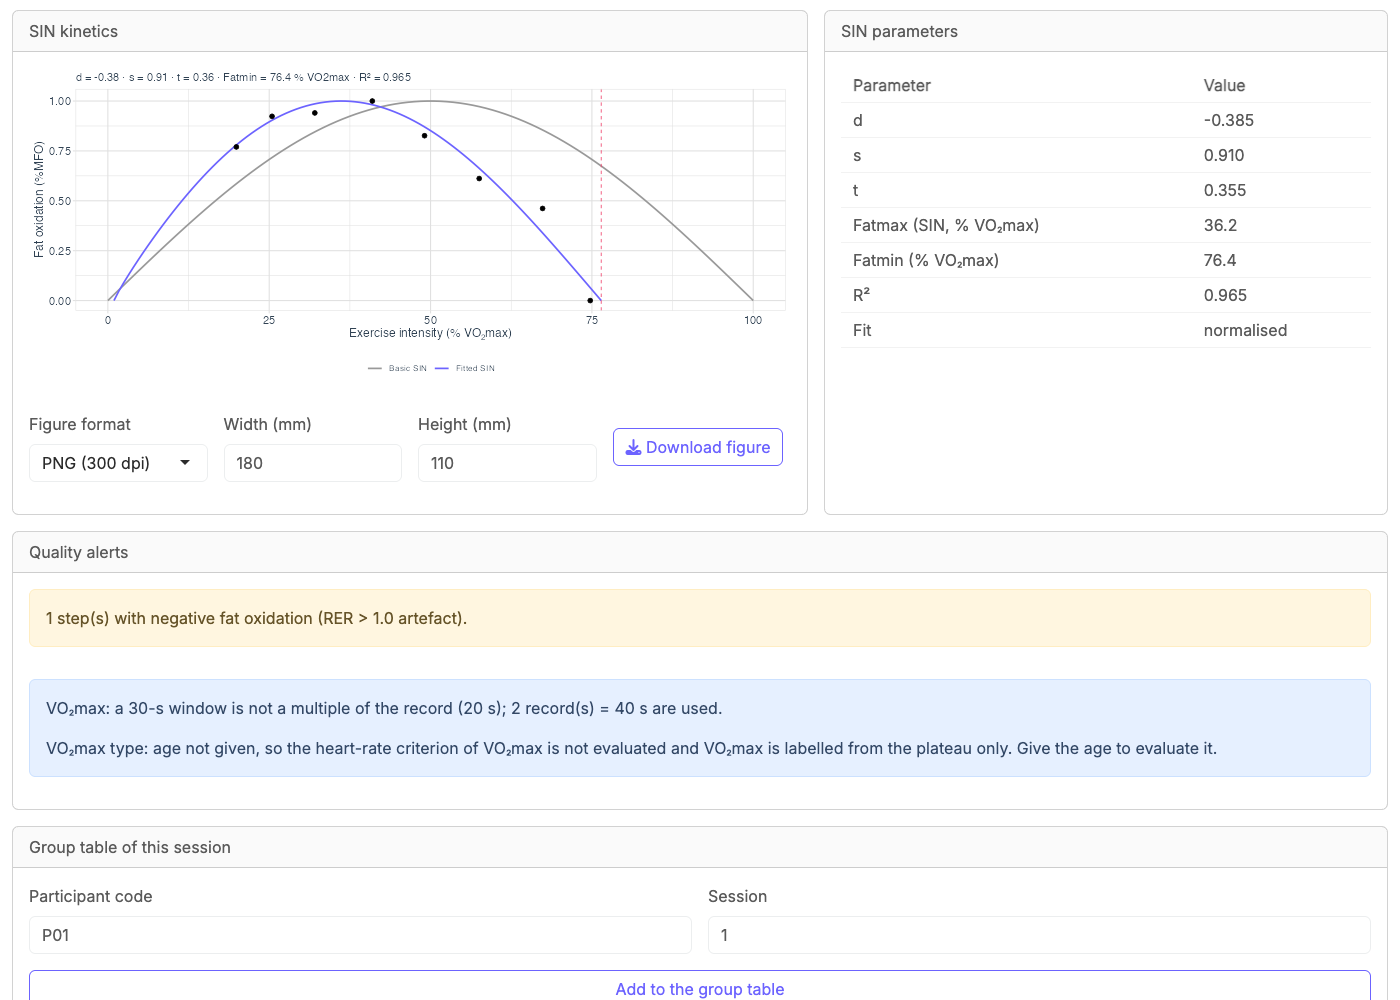 SIN kinetics
d = -0.38 · s = 0.91 · t = 0.36 · Fatmin = 76.4 % VO2max · R² = 0.965
Fat oxidation (%MFO)
1.00
0.75
0.50
0.25
0.00
0 25 50 75 100
Exercise intensity (% VO₂max)
Basic SIN Fitted SIN
Figure format Width (mm) Height (mm)
PNG (300 dpi) 180 110 Download figure
SIN parameters
Parameter Value
d -0.385
s 0.910
t 0.355
Fatmax (SIN, % VO₂max) 36.2
Fatmin (% VO₂max) 76.4
R² 0.965
Fit normalised
Quality alerts
1 step(s) with negative fat oxidation (RER > 1.0 artefact).
VO₂max: a 30-s window is not a multiple of the record (20 s); 2 record(s) = 40 s are used.
VO₂max type: age not given, so the heart-rate criterion of VO₂max is not evaluated and VO₂max is labelled from the plateau only. Give the age to evaluate it.
Group table of this session
Participant code Session
P01 1
Add to the group table